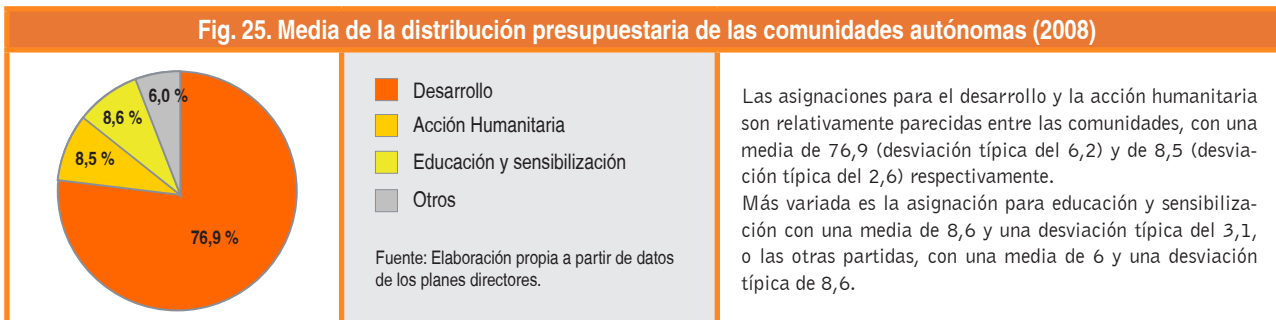 Fig. 25. Media de la distribución presupuestaria de las comunidades autónomas (2008)
6,0 %
8,6 %
8,5 %
76,9 %
Desarrollo
Acción Humanitaria
Educación y sensibilización
Otros
Fuente: Elaboración propia a partir de datos
de los planes directores.
Las asignaciones para el desarrollo y la acción humanitaria
son relativamente parecidas entre las comunidades, con una
media de 76,9 (desviación típica del 6,2) y de 8,5 (desvia-
ción típica del 2,6) respectivamente.
Más variada es la asignación para educación y sensibiliza-
ción con una media de 8,6 y una desviación típica del 3,1,
o las otras partidas, con una media de 6 y una desviación
típica de 8,6.